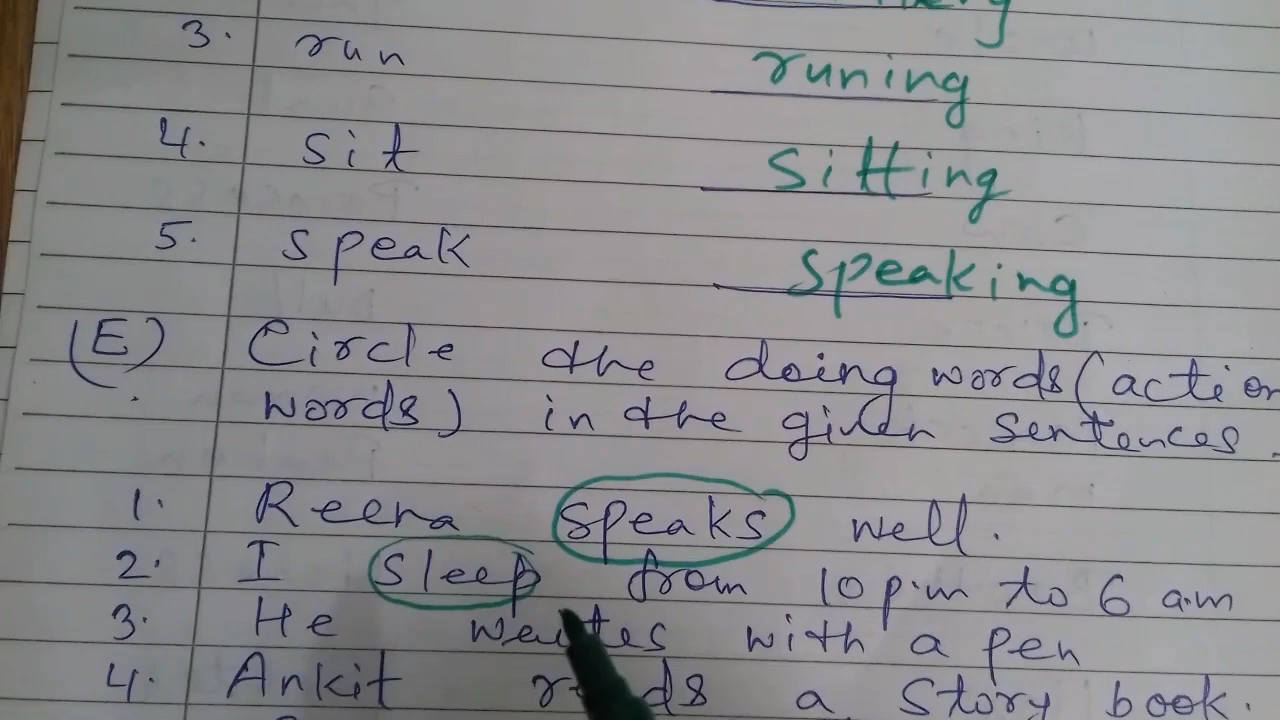 3. run runing
4. Sit Sitting
5. Speak Speaking
(E) Circle the doing words (action
words) in the given sentences.
1. Reena speaks well.
2. I Sleep from 10 p.m to 6 a.m
3. He writes with a pen
4. Ankit reads a Story book.